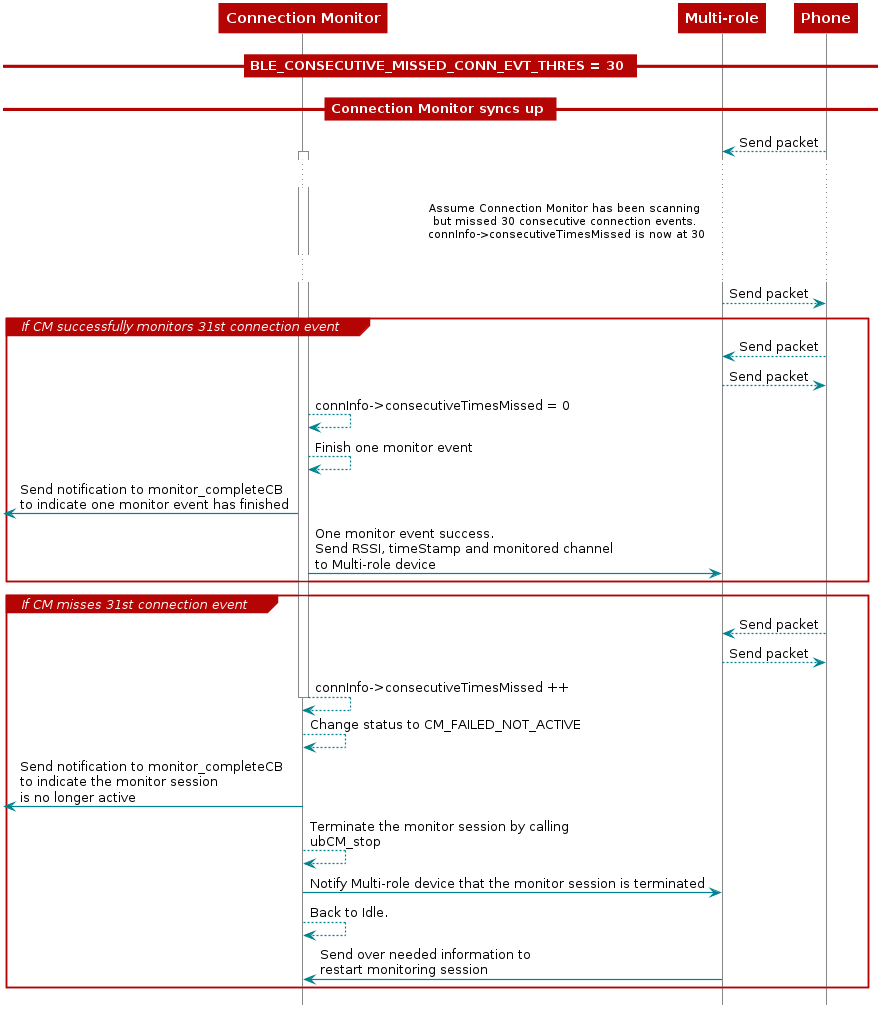 Connection Monitor
Multi-role
Phone
BLE_CONSECUTIVE_MISSED_CONN_EVT_THRES = 30
Connection Monitor syncs up
Send packet
Assume Connection Monitor has been scanning
but missed 30 consecutive connection events.
connInfo->consecutiveTimesMissed is now at 30
Send packet
If CM successfully monitors 31st connection event
Send packet
Send packet
connInfo->consecutiveTimesMissed = 0
Finish one monitor event
Send notification to monitor_completeCB
to indicate one monitor event has finished
One monitor event success.
Send RSSI, timeStamp and monitored channel
to Multi-role device
If CM misses 31st connection event
Send packet
Send packet
connInfo->consecutiveTimesMissed ++
Change status to CM_FAILED_NOT_ACTIVE
Send notification to monitor_completeCB
to indicate the monitor session
is no longer active
Terminate the monitor session by calling
ubCM_stop
Notify Multi-role device that the monitor session is terminated
Back to Idle.
Send over needed information to
restart monitoring session